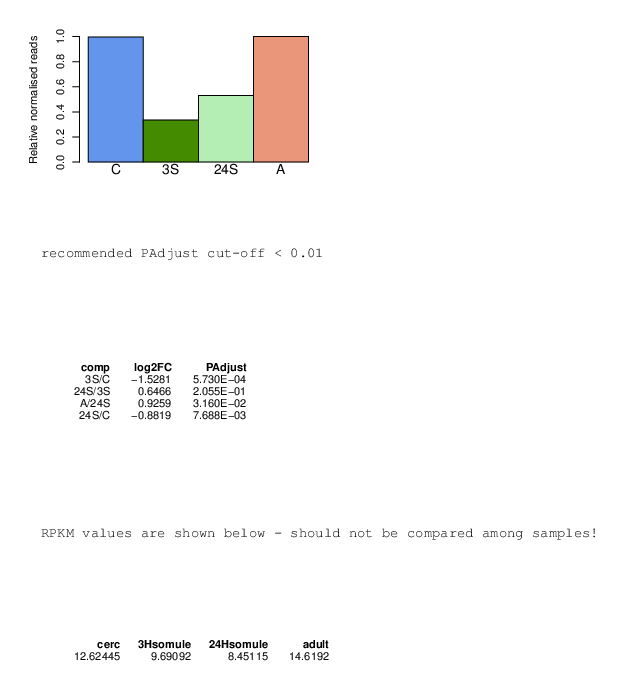 Relative normalised reads
1.0
0.8
0.6
0.4
0.2
0.0
C 3S 24S A
recommended PAdjust cut-off < 0.01
comp log2FC PAdjust
3S/C −1.5281 5.730E−04
24S/3S 0.6466 2.055E−01
A/24S 0.9259 3.160E−02
24S/C −0.8819 7.688E−03
RPKM values are shown below - should not be compared among samples!
cerc 3Hsomule 24Hsomule adult
12.62445 9.69092 8.45115 14.6192